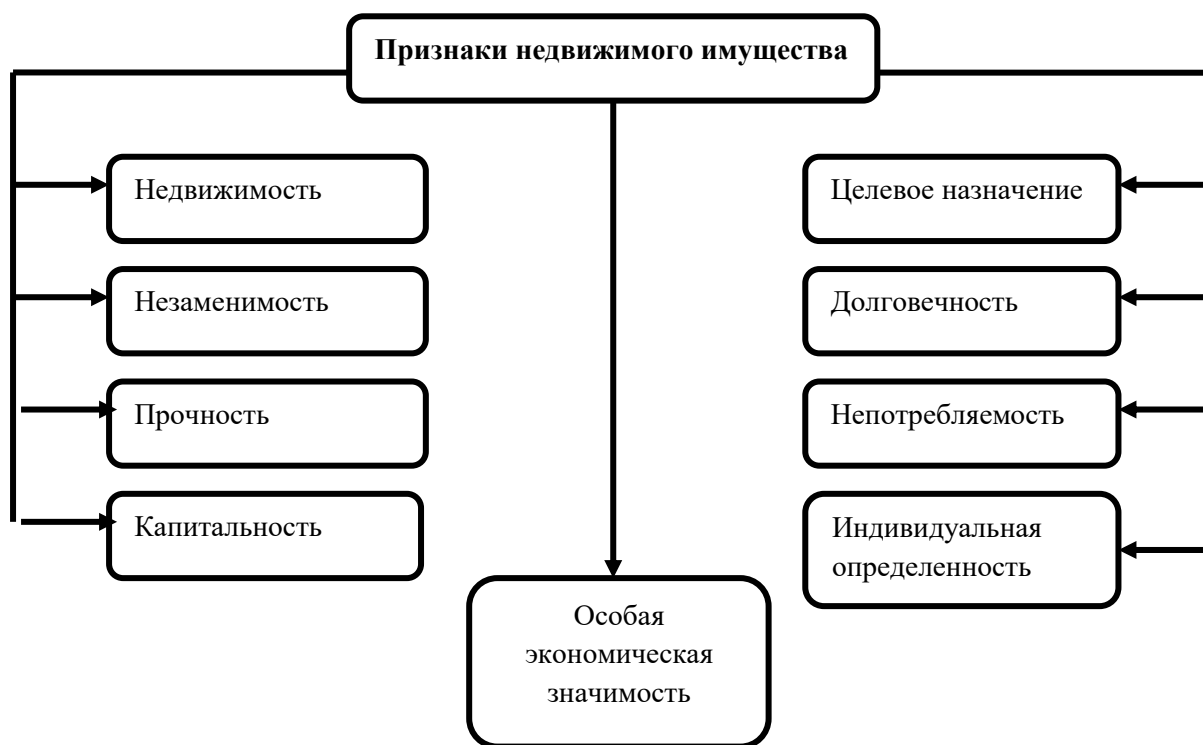 Признаки недвижимого имущества
Недвижимость
Незаменимость
Прочность
Капитальность
Целевое назначение
Долговечность
Непотребляемость
Индивидуальная
определенность
Особая
экономическая
значимость